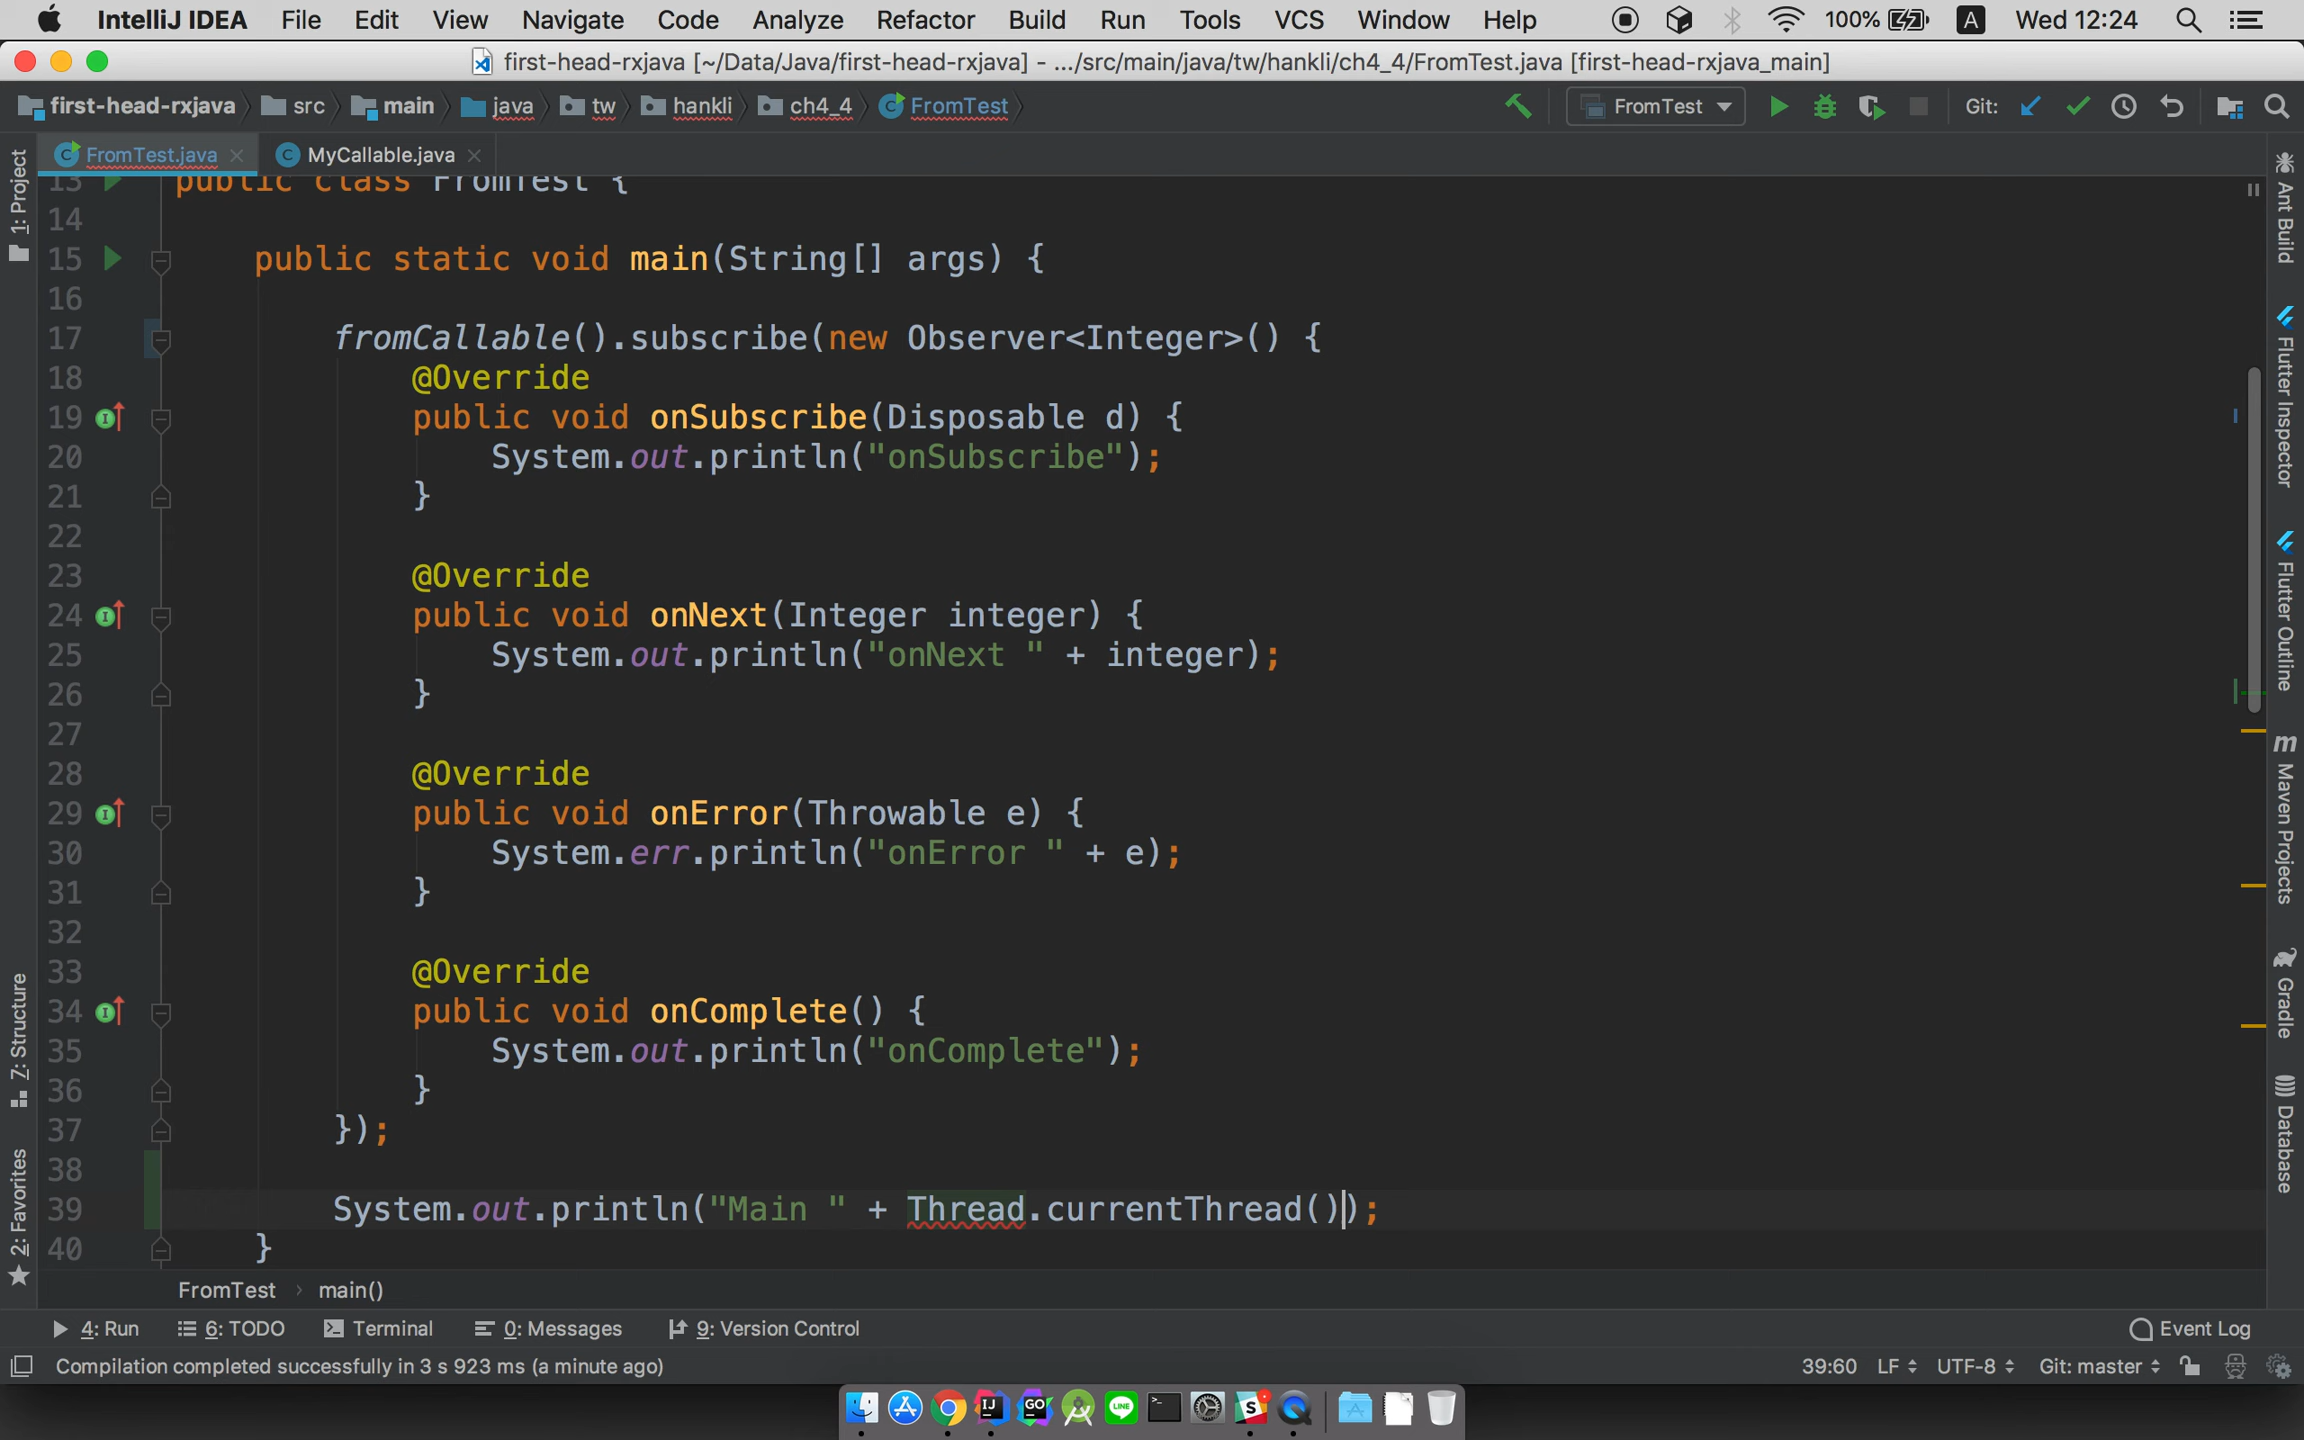 IntelliJ IDEA File Edit View Navigate Code Analyze Refactor Build Run Tools VCS Window Help 100% A Wed 12:24
first-head-rxjava [~/Data/Java/first-head-rxjava] - .../src/main/java/tw/hankli/ch4_4/FromTest.java [first-head-rxjava_main]
first-head-rxjava src main java tw hankli ch4_4 FromTest FromTest Git:
FromTest.java MyCallable.java
13 public class FromTest {
14
15 public static void main(String[] args) {
16
17 fromCallable().subscribe(new Observer<Integer>() {
18 @Override
19 public void onSubscribe(Disposable d) {
20 System.out.println("onSubscribe");
21 }
22
23 @Override
24 public void onNext(Integer integer) {
25 System.out.println("onNext " + integer);
26 }
27
28 @Override
29 public void onError(Throwable e) {
30 System.err.println("onError " + e);
31 }
32
33 @Override
34 public void onComplete() {
35 System.out.println("onComplete");
36 }
37 });
38
39 System.out.println("Main " + Thread.currentThread());
40 }
1: Project
7: Structure
2: Favorites
Ant Build
Flutter Inspector
Flutter Outline
m Maven Projects
Gradle
Database
FromTest main()
4: Run 6: TODO Terminal 0: Messages 9: Version Control Event Log
Compilation completed successfully in 3 s 923 ms (a minute ago) 39:60 LF UTF-8 Git: master
IJ GO LINE S